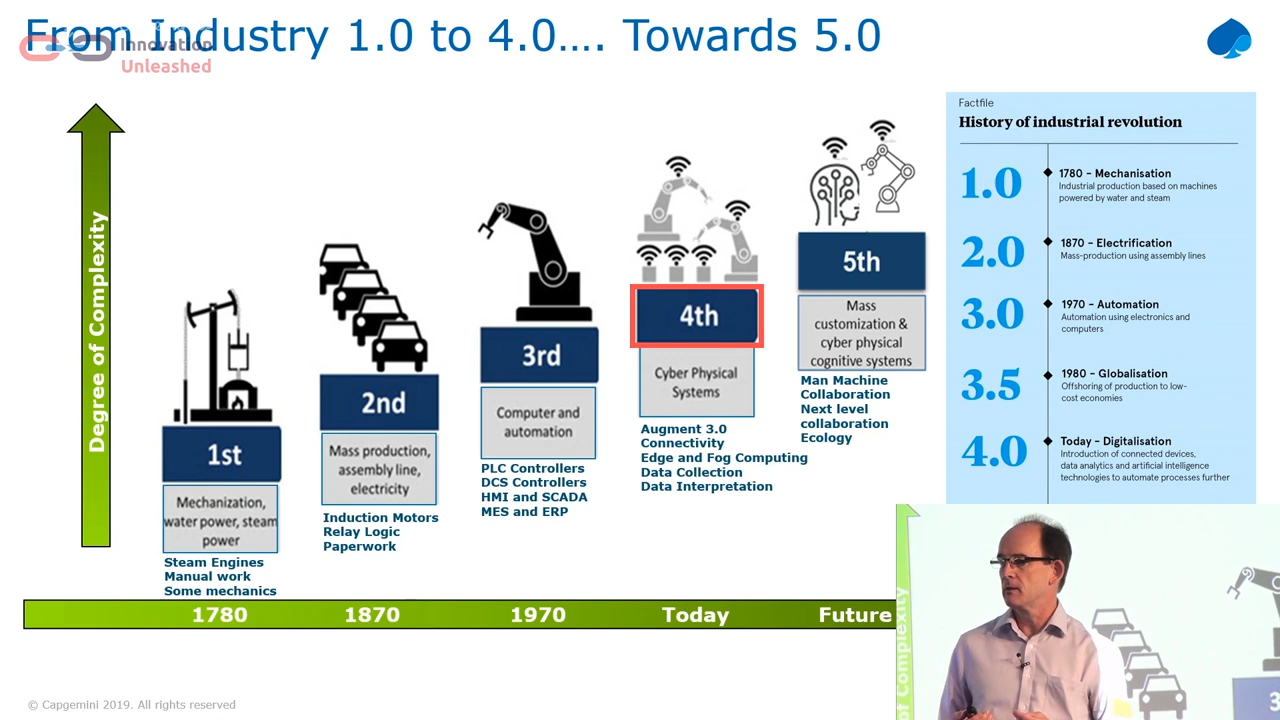 From Industry 1.0 to 4.0.... Towards 5.0
Innovation
Unleashed
Degree of Complexity
1st
Mechanization,
water power, steam
power
Steam Engines
Manual work
Some mechanics
2nd
Mass production,
assembly line,
electricity
Induction Motors
Relay Logic
Paperwork
3rd
Computer and
automation
PLC Controllers
DCS Controllers
HMI and SCADA
MES and ERP
4th
Cyber Physical
Systems
Augment 3.0
Connectivity
Edge and Fog Computing
Data Collection
Data Interpretation
5th
Mass
customization &
cyber physical
cognitive systems
Man Machine
Collaboration
Next level
collaboration
Ecology
1780
1870
1970
Today
Future
Factfile
History of industrial revolution
1.0
1780 – Mechanisation
Industrial production based on machines
powered by water and steam
2.0
1870 – Electrification
Mass-production using assembly lines
3.0
1970 – Automation
Automation using electronics and
computers
3.5
1980 – Globalisation
Offshoring of production to low-
cost economies
4.0
Today – Digitalisation
Introduction of connected devices,
data analytics and artificial intelligence
technologies to automate processes further
of Complexity
3
© Capgemini 2019. All rights reserved